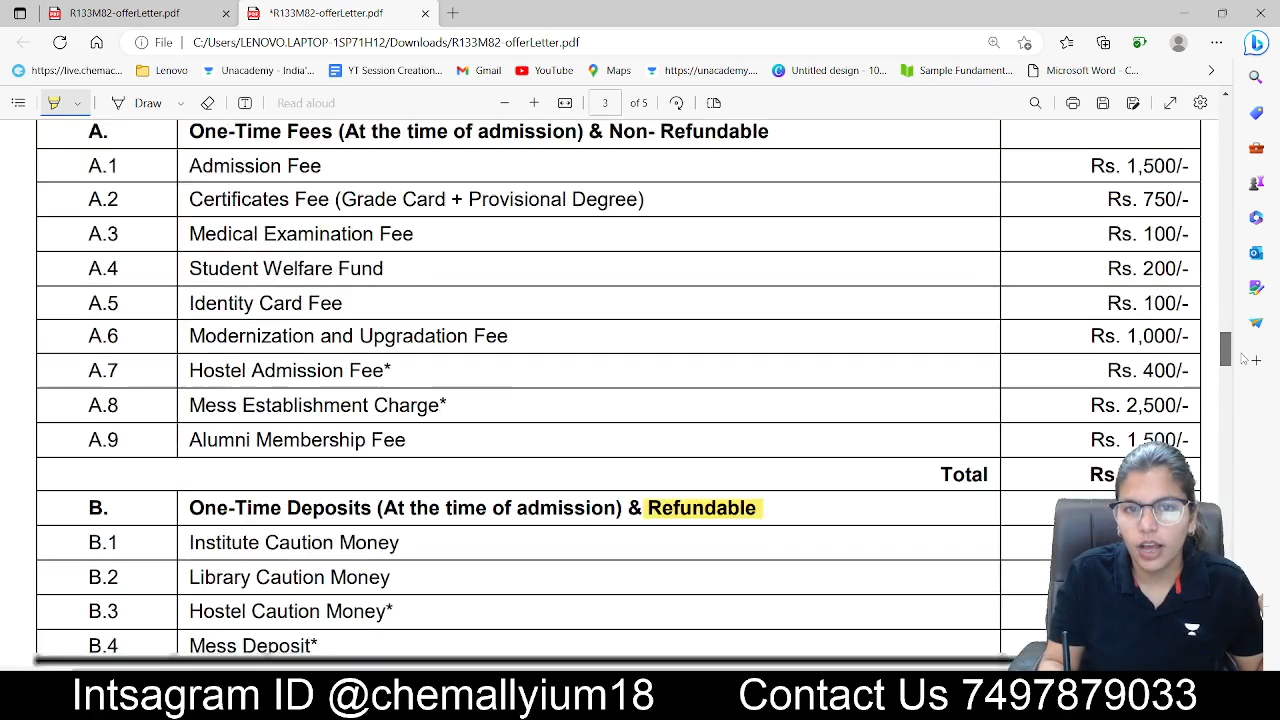 R133M82-offerLetter.pdf
*R133M82-offerLetter.pdf
File C:/Users/LENOVO.LAPTOP-1SP71H12/Downloads/R133M82-offerLetter.pdf
https://live.chemac... Lenovo Unacademy - India'... YT Session Creation... Gmail YouTube Maps https://unacademy.... Untitled design - 10... Sample Fundament... Microsoft Word - C...
Draw Read aloud 3 of 5
A. One-Time Fees (At the time of admission) & Non- Refundable
A.1 Admission Fee Rs. 1,500/-
A.2 Certificates Fee (Grade Card + Provisional Degree) Rs. 750/-
A.3 Medical Examination Fee Rs. 100/-
A.4 Student Welfare Fund Rs. 200/-
A.5 Identity Card Fee Rs. 100/-
A.6 Modernization and Upgradation Fee Rs. 1,000/-
A.7 Hostel Admission Fee* Rs. 400/-
A.8 Mess Establishment Charge* Rs. 2,500/-
A.9 Alumni Membership Fee Rs. 1,500/-
Total Rs.
B. One-Time Deposits (At the time of admission) & Refundable
B.1 Institute Caution Money
B.2 Library Caution Money
B.3 Hostel Caution Money*
B.4 Mess Deposit*
Intsagram ID @chemallyium18 Contact Us 7497879033